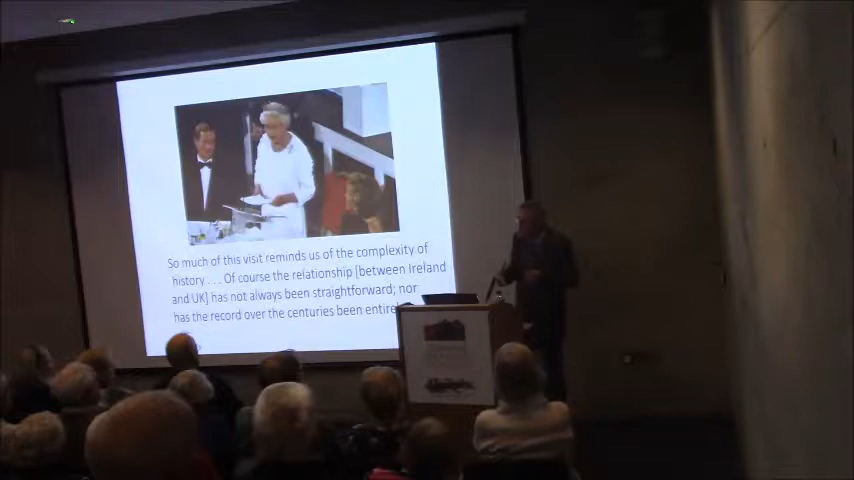 So much of this visit reminds us of the complexity of
history . . . Of course the relationship [between Ireland
and UK] has not always been straightforward; nor
has the record over the centuries been entire